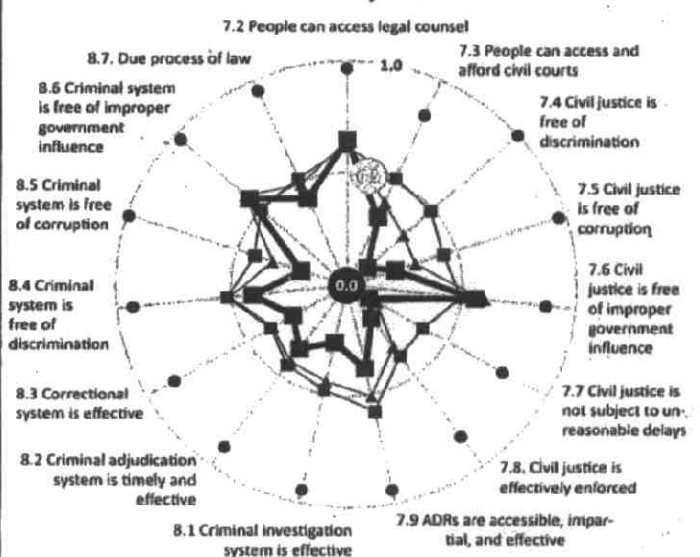 7.2 People can access legal counsel
1.0
7.3 People can access and
afford civil courts
7.4 Civil justice is
free of
discrimination
7.5 Civil justice
is free of
corruption
7.6 Civil
justice is free
of improper
government
influence
7.7 Civil justice is
not subject to un-
reasonable delays
7.8. Civil justice is
effectively enforced
7.9 ADRs are accessible, impar-
tial, and effective
8.1 Criminal investigation
system is effective
8.2 Criminal adjudication
system is timely and
effective
8.3 Correctional
system is effective
8.4 Criminal
system is
free of
discrimination
8.5 Criminal
system is free
of corruption
8.6 Criminal system
is free of improper
government
influence
8.7. Due process of law
0.0